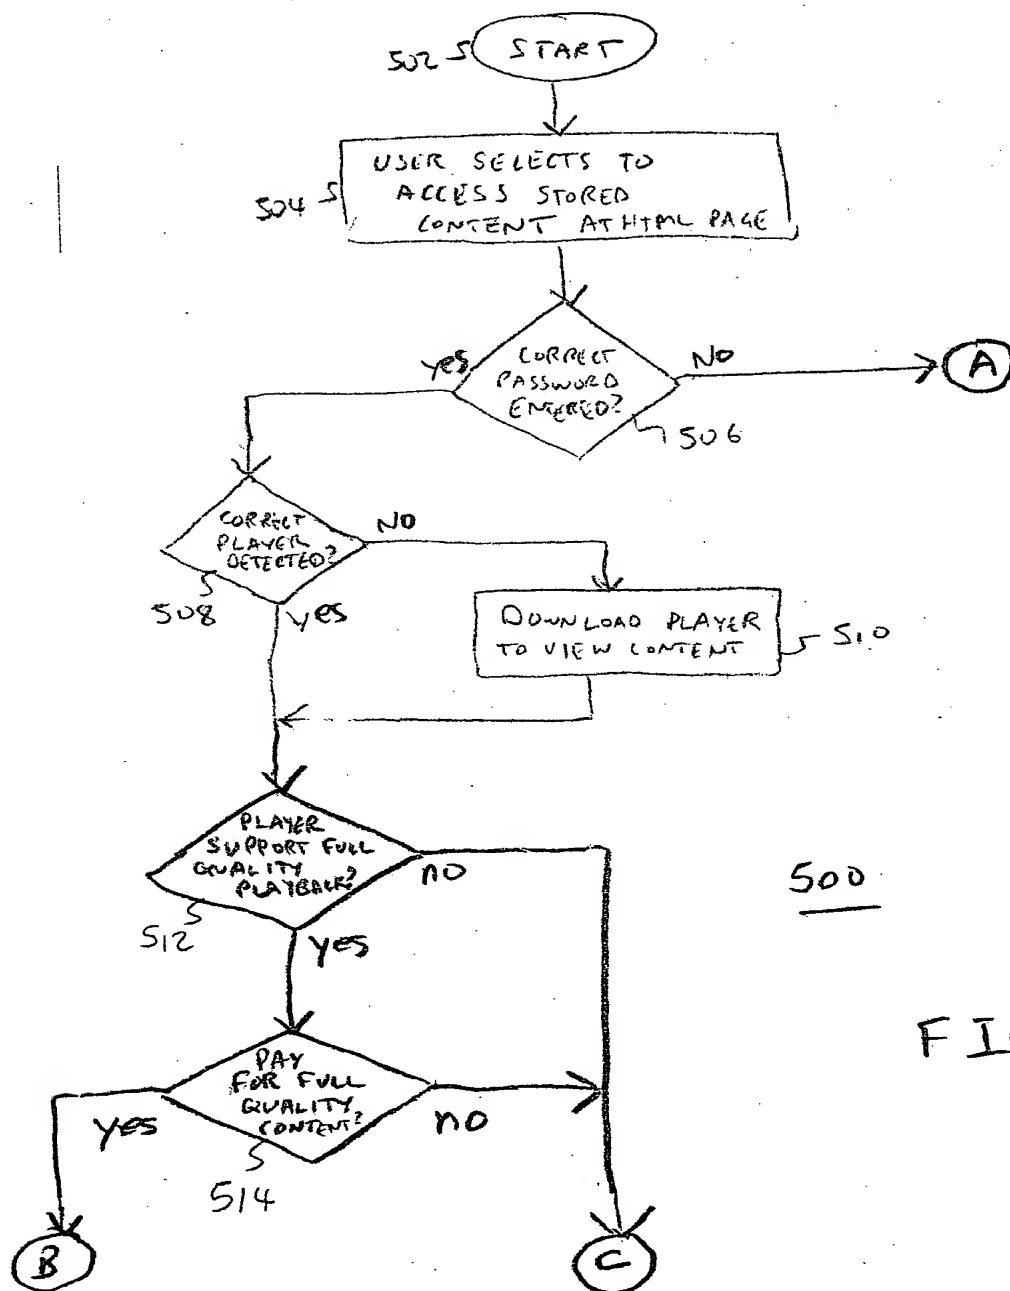 502
START
USER SELECTS TO
ACCESS STORED
CONTENT AT HTML PAGE
504
CORRECT
PASSWORD
ENTERED?
yes
NO
A
506
CORRECT
PLAYER
DETECTED?
NO
508
yes
DOWNLOAD PLAYER
TO VIEW CONTENT
510
PLAYER
SUPPORT FULL
QUALITY
PLAYBACK?
no
512
yes
500
FI
PAY
FOR FULL
QUALITY
CONTENT?
yes
no
514
B
C